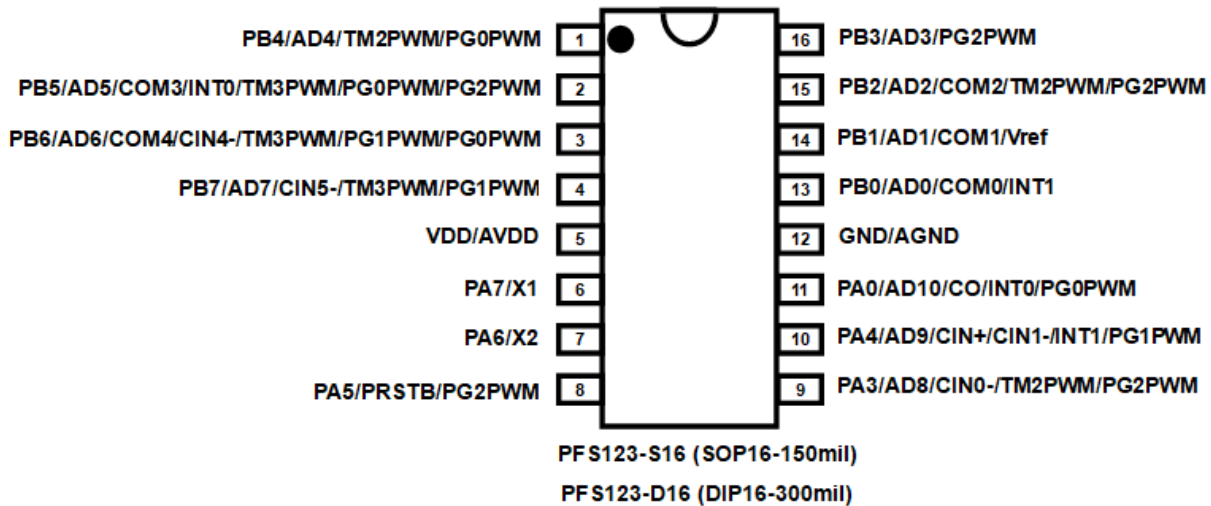 PB4/AD4/TM2PWM/PG0PWM 1 16 PB3/AD3/PG2PWM
PB5/AD5/COM3/INT0/TM3PWM/PG0PWM/PG2PWM 2 15 PB2/AD2/COM2/TM2PWM/PG2PWM
PB6/AD6/COM4/CIN4-/TM3PWM/PG1PWM/PG0PWM 3 14 PB1/AD1/COM1/Vref
PB7/AD7/CIN5-/TM3PWM/PG1PWM 4 13 PB0/AD0/COM0/INT1
VDD/AVDD 5 12 GND/AGND
PA7/X1 6 11 PA0/AD10/CO/INT0/PG0PWM
PA6/X2 7 10 PA4/AD9/CIN+/CIN1-/INT1/PG1PWM
PA5/PRSTB/PG2PWM 8 9 PA3/AD8/CIN0-/TM2PWM/PG2PWM
PFS123-S16 (SOP16-150mil)
PFS123-D16 (DIP16-300mil)